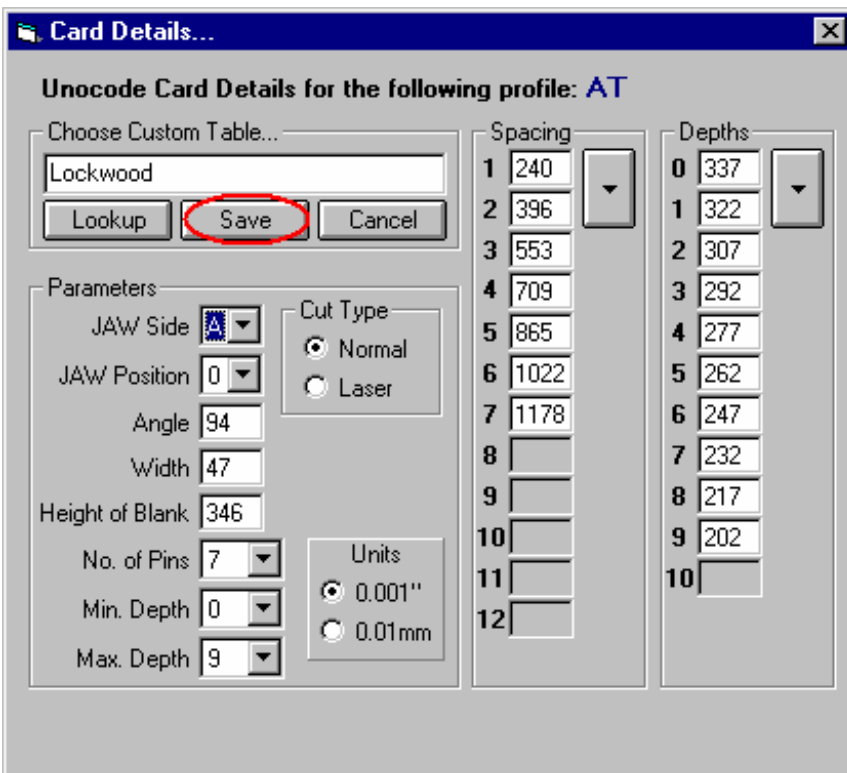 Card Details...
Unocode Card Details for the following profile: AT
Choose Custom Table...
Lockwood
Lookup Save Cancel
Parameters
JAW Side A
JAW Position 0
Angle 94
Width 47
Height of Blank 346
No. of Pins 7
Min. Depth 0
Max. Depth 9
Cut Type
Normal
Laser
Units
0.001"
0.01mm
Spacing
1 240
2 396
3 553
4 709
5 865
6 1022
7 1178
8
9
10
11
12
Depths
0 337
1 322
2 307
3 292
4 277
5 262
6 247
7 232
8 217
9 202
10